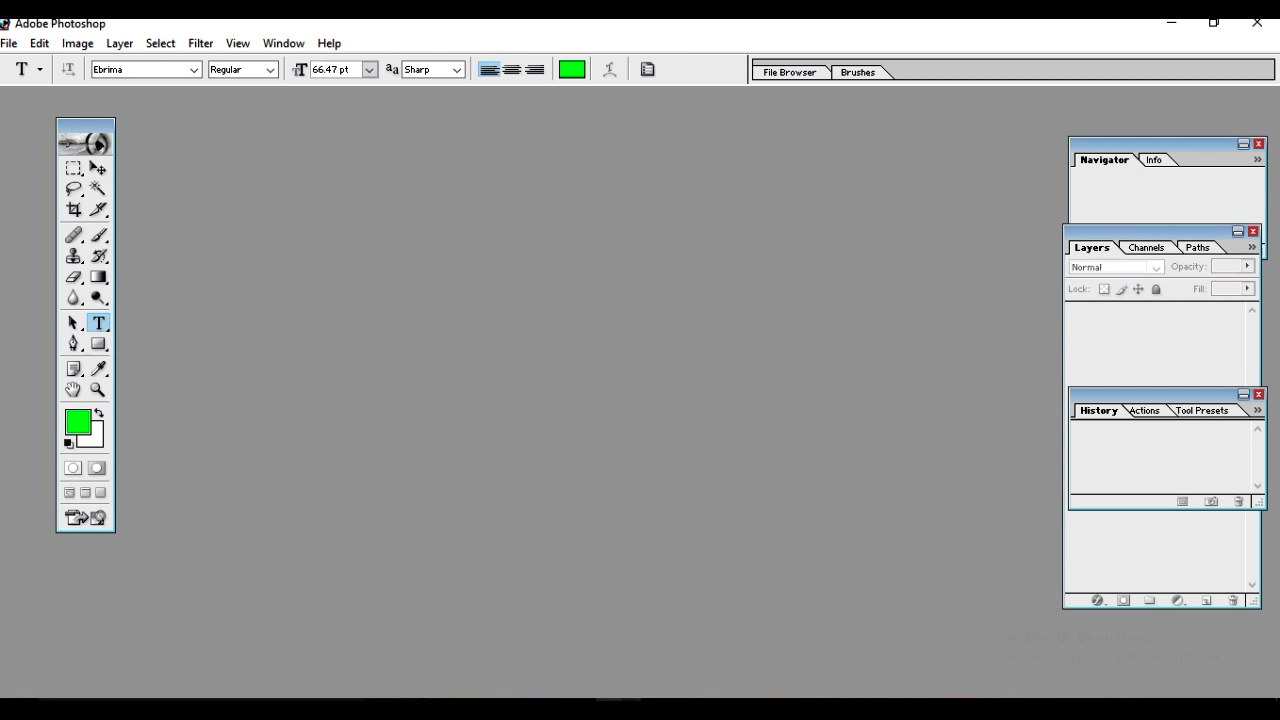 Adobe Photoshop
File Edit Image Layer Select Filter View Window Help
T T Ebrima Regular T 66.47 pt aa Sharp File Browser Brushes
Navigator Info
Layers Channels Paths
Normal Opacity:
Lock: Fill:
T
History Actions Tool Presets